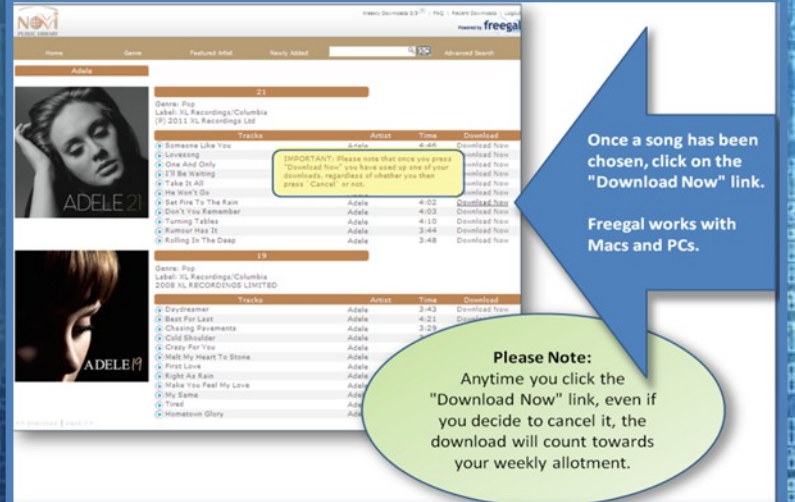 NOVI
PUBLIC LIBRARY
Weekly Downloads 0/3 (?) | FAQ | Recent Downloads | Logout
Powered by freegal
Home Genre Featured Artist Newly Added Advanced Search
Adele
ADELE 21
21
Genre: Pop
Label: XL Recordings/Columbia
(P) 2011 XL Recordings Ltd
Tracks Artist Time Download
Someone Like You Adele 4:46 Download Now
Lovesong
One And Only
I'll Be Waiting
Take It All
He Won't Go
IMPORTANT: Please note that once you press
"Download Now" you have used up one of your
downloads, regardless of whether you then
press `Cancel` or not.
Set Fire To The Rain Adele 4:02 Download Now
Don't You Remember Adele 4:03 Download Now
Turning Tables Adele 4:10 Download Now
Rumour Has It Adele 3:44 Download Now
Rolling In The Deep Adele 3:48 Download Now
ADELE 19
19
Genre: Pop
Label: XL Recordings/Columbia
2008 XL RECORDINGS LIMITED
Tracks Artist Time Download
Daydreamer Adele 3:43 Download Now
Best For Last Adele 4:21 Download
Chasing Pavements Adele 3:29
Cold Shoulder Adele
Crazy For You Adele
Melt My Heart To Stone
First Love
Right As Rain
Make You Feel My Love
My Same
Tired
Hometown Glory
Once a song has been
chosen, click on the
"Download Now" link.
Freegal works with
Macs and PCs.
Please Note:
Anytime you click the
"Download Now" link, even if
you decide to cancel it, the
download will count towards
your weekly allotment.